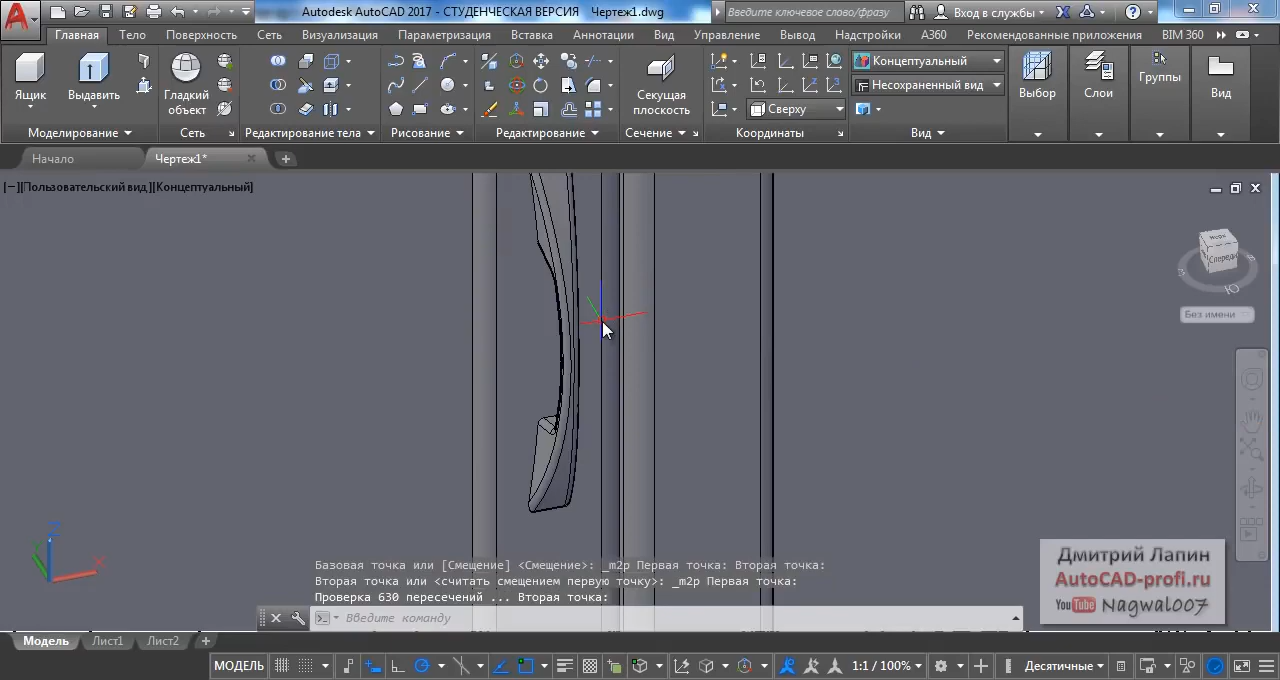 Autodesk AutoCAD 2017 - СТУДЕНЧЕСКАЯ ВЕРСИЯ Чертеж1.dwg
Введите ключевое слово/фразу
Вход в службы
Главная Тело Поверхность Сеть Визуализация Параметризация Вставка Аннотации Вид Управление Вывод Надстройки A360 Рекомендованные приложения BIM 360
Ящик
Выдавить
Гладкий
объект
Секущая
плоскость
Концептуальный
Несохраненный вид
Сверху
Выбор
Слои
Группы
Вид
Моделирование Сеть Редактирование тела Рисование Редактирование Сечение Координаты Вид
Начало Чертеж1*
[−][Пользовательский вид][Концептуальный]
Верх
Спереди
Ю
Без имени
Z
X
Базовая точка или [Смещение] <Смещение>: _m2p Первая точка: Вторая точка:
Вторая точка или <считать смещением первую точку>: _m2p Первая точка:
Проверка 630 пересечений ... Вторая точка:
Введите команду
Дмитрий Лапин
AutoCAD-profi.ru
YouTube Nagwal007
Модель Лист1 Лист2
МОДЕЛЬ 1:1 / 100% Десятичные